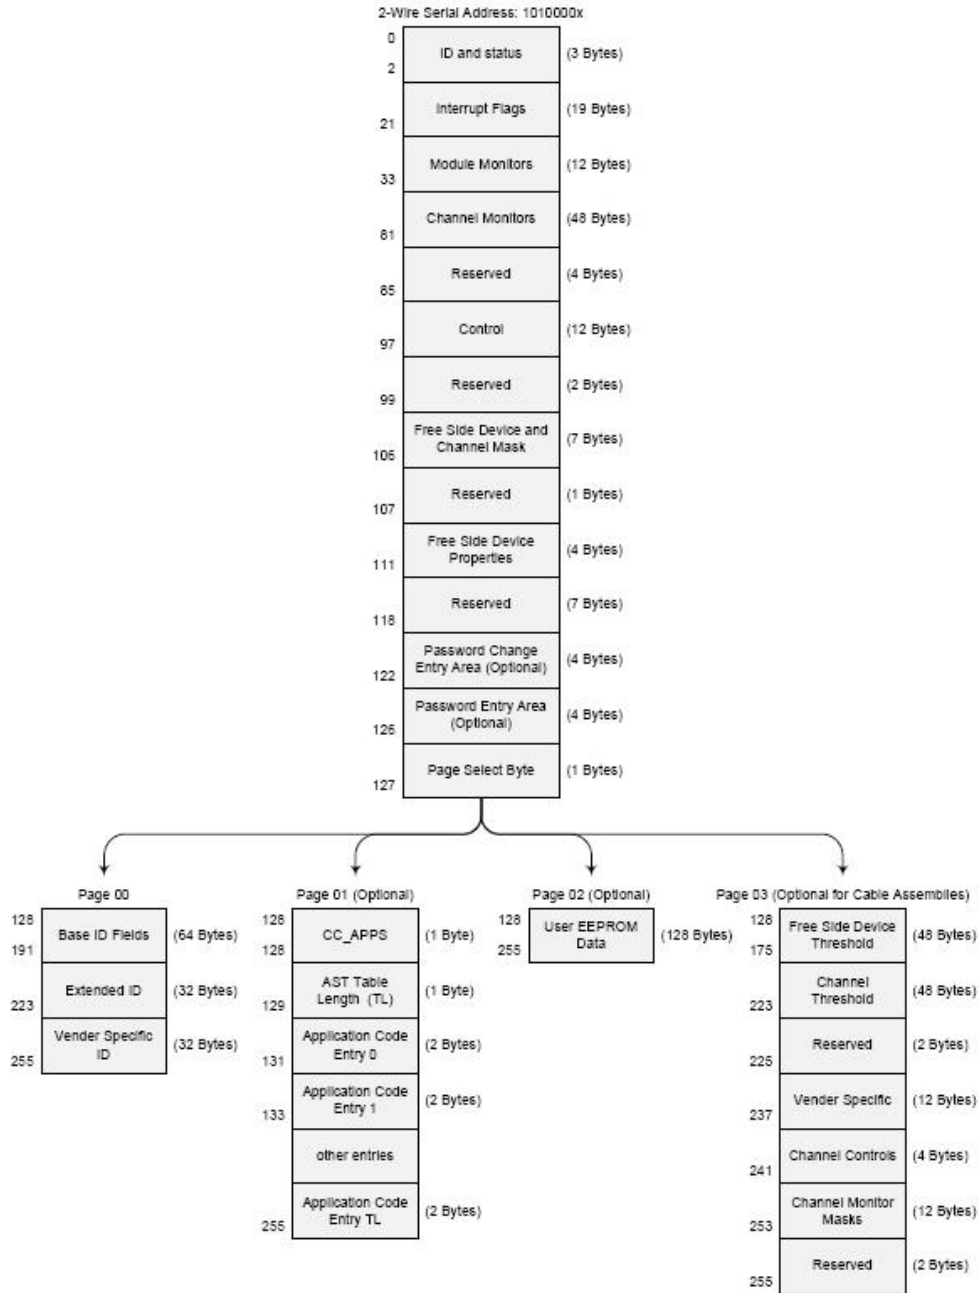 2-Wire Serial Address: 1010000x
0
ID and status
(3 Bytes)
2
Interrupt Flags
(19 Bytes)
21
Module Monitors
(12 Bytes)
33
Channel Monitors
(48 Bytes)
81
Reserved
(4 Bytes)
85
Control
(12 Bytes)
97
Reserved
(2 Bytes)
99
Free Side Device and
Channel Mask
(7 Bytes)
106
Reserved
(1 Bytes)
107
Free Side Device
Properties
(4 Bytes)
111
Reserved
(7 Bytes)
118
Password Change
Entry Area (Optional)
(4 Bytes)
122
Password Entry Area
(Optional)
(4 Bytes)
126
Page Select Byte
(1 Bytes)
127
Page 00
128
Base ID Fields
(64 Bytes)
191
Extended ID
(32 Bytes)
223
Vender Specific
ID
(32 Bytes)
255
Page 01 (Optional)
128
CC_APPS
(1 Byte)
128
AST Table
Length (TL)
(1 Byte)
129
Application Code
Entry 0
(2 Bytes)
131
Application Code
Entry 1
(2 Bytes)
133
other entries
Application Code
Entry TL
(2 Bytes)
255
Page 02 (Optional)
128
User EEPROM
Data
(128 Bytes)
255
Page 03 (Optional for Cable Assemblies)
128
Free Side Device
Threshold
(48 Bytes)
175
Channel
Threshold
(48 Bytes)
223
Reserved
(2 Bytes)
225
Vender Specific
(12 Bytes)
237
Channel Controls
(4 Bytes)
241
Channel Monitor
Masks
(12 Bytes)
253
Reserved
(2 Bytes)
255